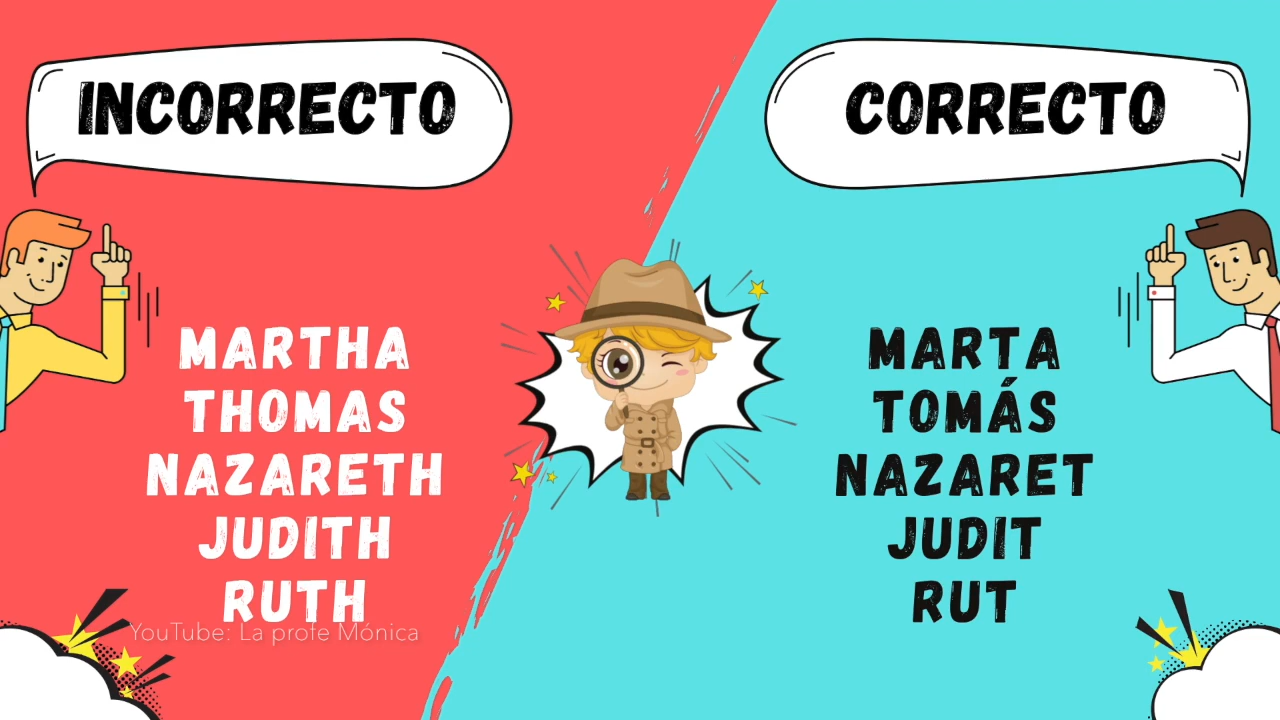 INCORRECTO
MARTHA
THOMAS
NAZARETH
JUDITH
RUTH
YouTube: La profe Mónica
CORRECTO
MARTA
TOMÁS
NAZARET
JUDIT
RUT